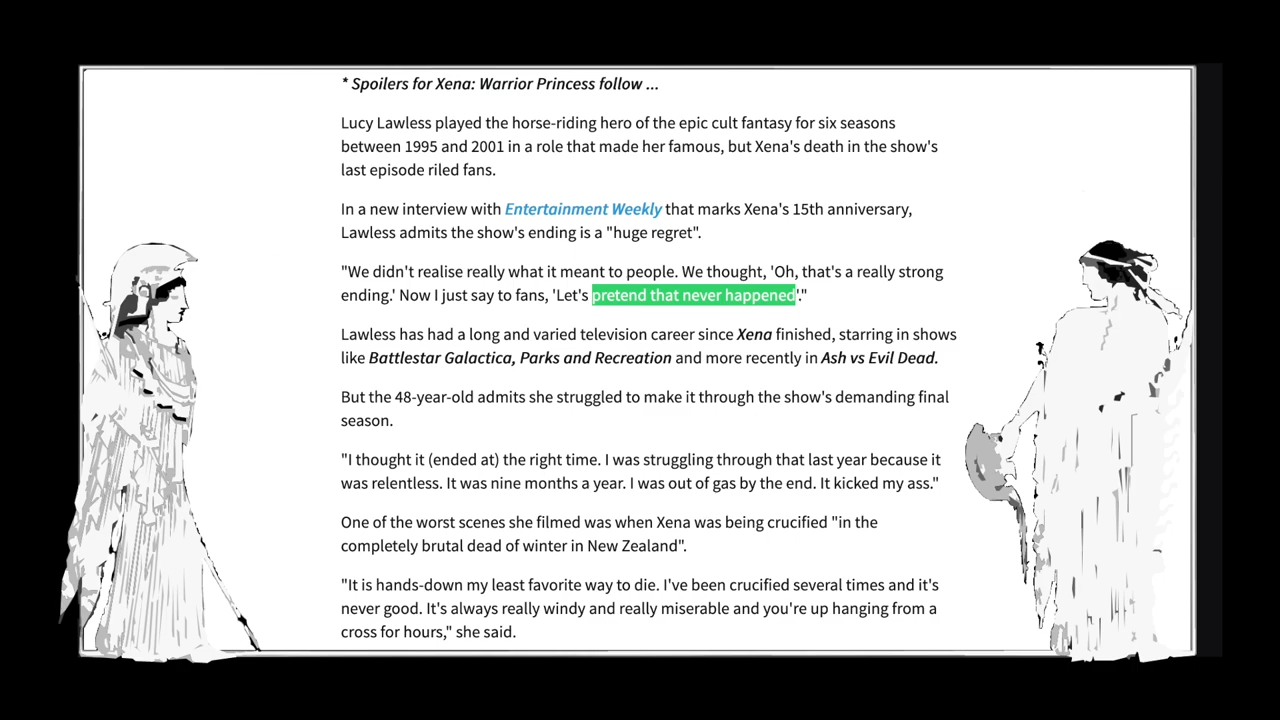 * Spoilers for Xena: Warrior Princess follow ...
Lucy Lawless played the horse-riding hero of the epic cult fantasy for six seasons
between 1995 and 2001 in a role that made her famous, but Xena's death in the show's
last episode riled fans.
In a new interview with Entertainment Weekly that marks Xena's 15th anniversary,
Lawless admits the show's ending is a "huge regret".
"We didn't realise really what it meant to people. We thought, 'Oh, that's a really strong
ending.' Now I just say to fans, 'Let's pretend that never happened'."
Lawless has had a long and varied television career since Xena finished, starring in shows
like Battlestar Galactica, Parks and Recreation and more recently in Ash vs Evil Dead.
But the 48-year-old admits she struggled to make it through the show's demanding final
season.
"I thought it (ended at) the right time. I was struggling through that last year because it
was relentless. It was nine months a year. I was out of gas by the end. It kicked my ass."
One of the worst scenes she filmed was when Xena was being crucified "in the
completely brutal dead of winter in New Zealand".
"It is hands-down my least favorite way to die. I've been crucified several times and it's
never good. It's always really windy and really miserable and you're up hanging from a
cross for hours," she said.